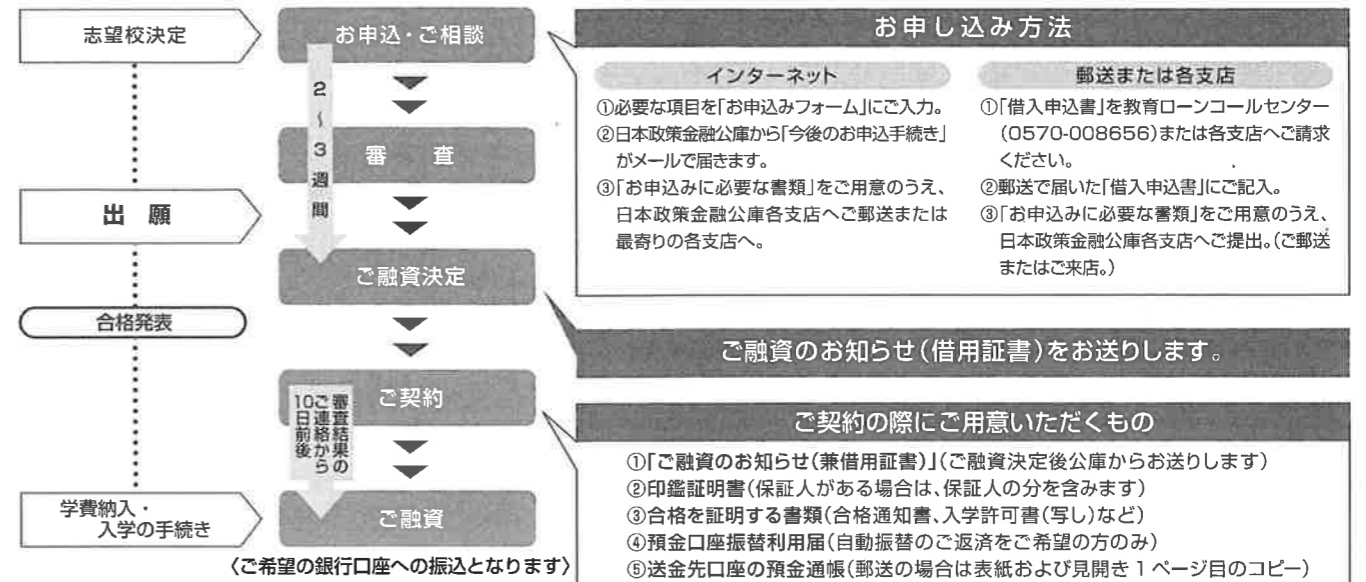 志望校決定
出　願
合格発表
学費納入・
入学の手続き
お申込・ご相談
2〜3週間
審　査
ご融資決定
ご契約
審査結果の
ご連絡から
10日前後
ご融資
〈ご希望の銀行口座への振込となります〉
お申し込み方法
インターネット
①必要な項目を「お申込みフォーム」にご入力。
②日本政策金融公庫から「今後のお申込手続き」
がメールで届きます。
③「お申込みに必要な書類」をご用意のうえ、
日本政策金融公庫各支店へご郵送または
最寄りの各支店へ。
郵送または各支店
①「借入申込書」を教育ローンコールセンター
(0570-008656)または各支店へご請求
ください。
②郵送で届いた「借入申込書」にご記入。
③「お申込みに必要な書類」をご用意のうえ、
日本政策金融公庫各支店へご提出。(ご郵送
またはご来店。)
ご融資のお知らせ(借用証書)をお送りします。
ご契約の際にご用意いただくもの
①「ご融資のお知らせ(兼借用証書)」(ご融資決定後公庫からお送りします)
②印鑑証明書(保証人がある場合は、保証人の分を含みます)
③合格を証明する書類(合格通知書、入学許可書(写し)など)
④預金口座振替利用届(自動振替のご返済をご希望の方のみ)
⑤送金先口座の預金通帳(郵送の場合は表紙および見開き1ページ目のコピー)